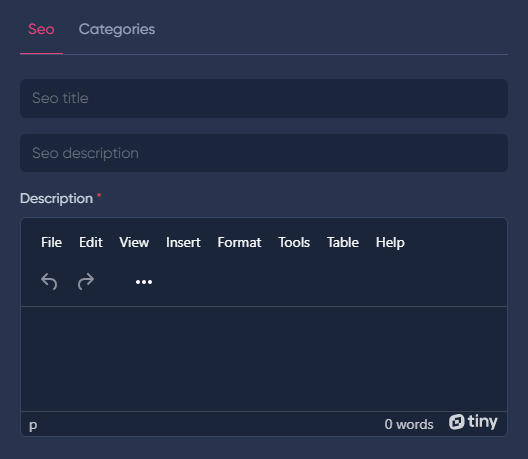 Seo Categories
Seo title
Seo description
Description *
File Edit View Insert Format Tools Table Help
p 0 words tiny